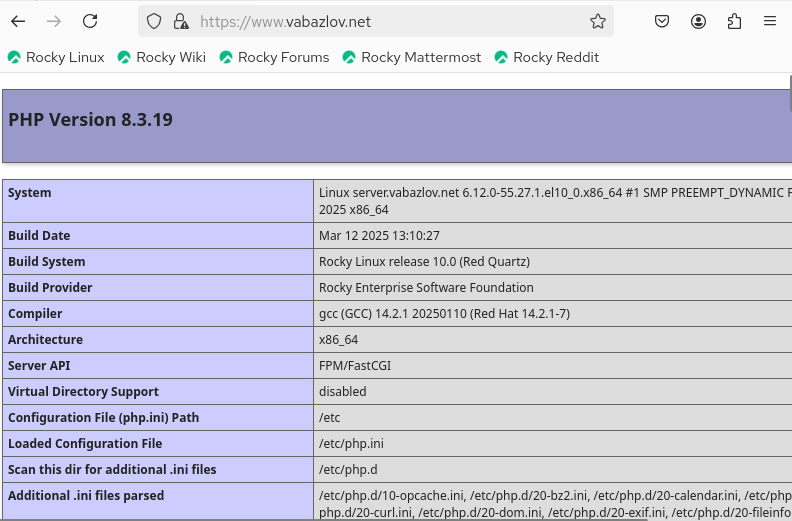 https://www.vabazlov.net
Rocky Linux Rocky Wiki Rocky Forums Rocky Mattermost Rocky Reddit
PHP Version 8.3.19
System Linux server.vabazlov.net 6.12.0-55.27.1.el10_0.x86_64 #1 SMP PREEMPT_DYNAMIC
2025 x86_64
Build Date Mar 12 2025 13:10:27
Build System Rocky Linux release 10.0 (Red Quartz)
Build Provider Rocky Enterprise Software Foundation
Compiler gcc (GCC) 14.2.1 20250110 (Red Hat 14.2.1-7)
Architecture x86_64
Server API FPM/FastCGI
Virtual Directory Support disabled
Configuration File (php.ini) Path /etc
Loaded Configuration File /etc/php.ini
Scan this dir for additional .ini files /etc/php.d
Additional .ini files parsed /etc/php.d/10-opcache.ini, /etc/php.d/20-bz2.ini, /etc/php.d/20-calendar.ini, /etc/php
php.d/20-curl.ini, /etc/php.d/20-dom.ini, /etc/php.d/20-exif.ini, /etc/php.d/20-fileinfo